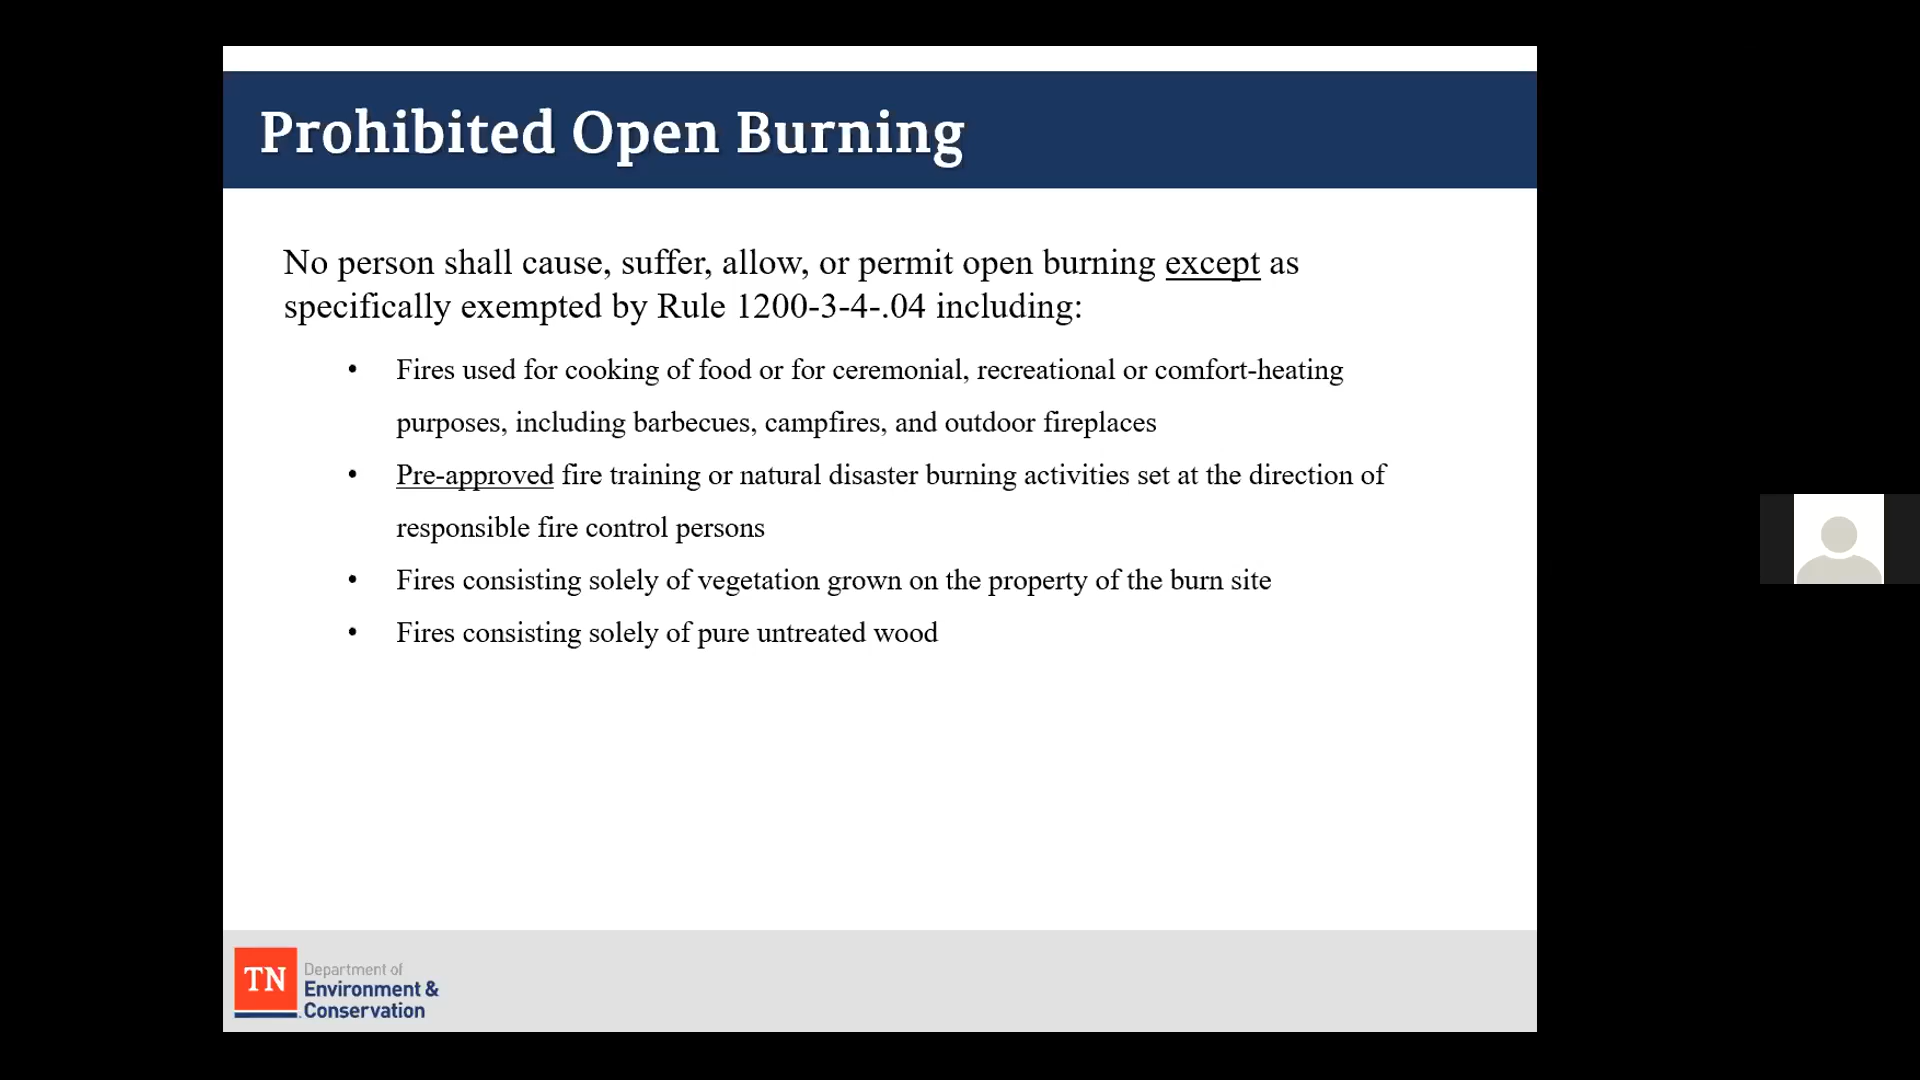 Prohibited Open Burning
No person shall cause, suffer, allow, or permit open burning except as
specifically exempted by Rule 1200-3-4-.04 including:
• Fires used for cooking of food or for ceremonial, recreational or comfort-heating
purposes, including barbecues, campfires, and outdoor fireplaces
• Pre-approved fire training or natural disaster burning activities set at the direction of
responsible fire control persons
• Fires consisting solely of vegetation grown on the property of the burn site
• Fires consisting solely of pure untreated wood
TN
Department of
Environment &
Conservation